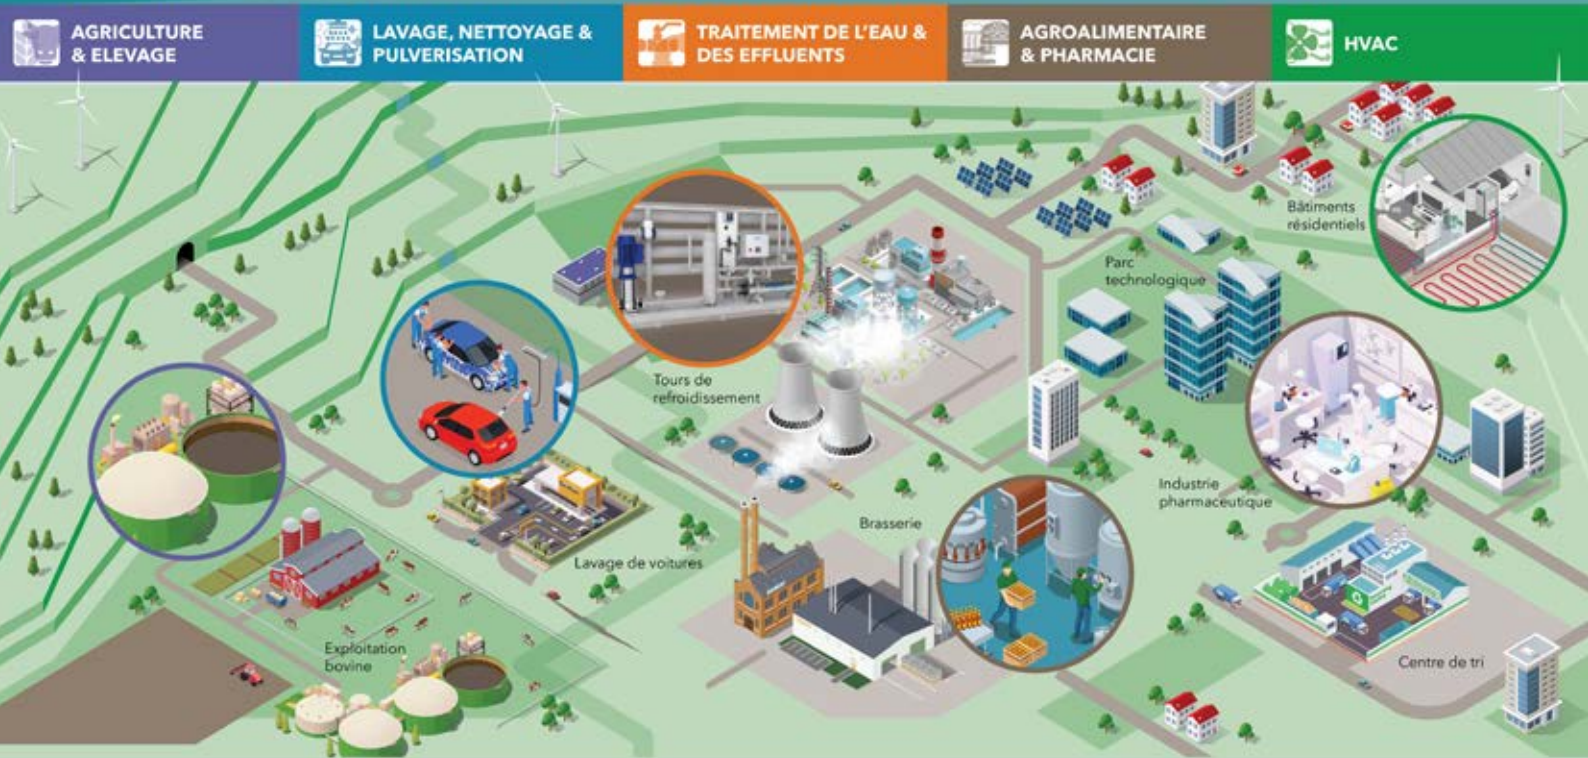 AGRICULTURE
& ELEVAGE
LAVAGE, NETTOYAGE &
PULVERISATION
TRAITEMENT DE L'EAU &
DES EFFLUENTS
AGROALIMENTAIRE
& PHARMACIE
HVAC
Bâtiments
résidentiels
Parc
technologique
Tours de
refroidissement
Industrie
pharmaceutique
Brasserie
Lavage de voitures
Exploitation
bovine
Centre de tri